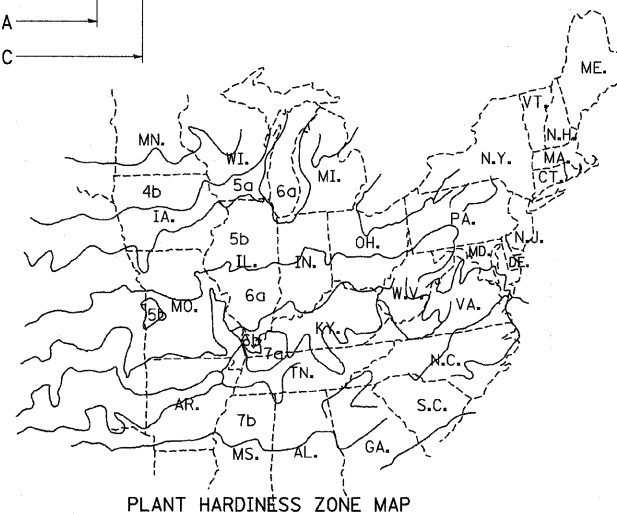 A
C
ME.
VT.
MN.
N.H.
WI.
N.Y.
MA.
MI.
CT.
4b
5a
6a
IA.
PA.
5b
OH.
N.J.
IL.
IN.
MD.
DE.
6a
W.V.
MO.
VA.
5b
KY.
6b
7a
N.C.
TN.
AR.
S.C.
7b
GA.
MS.
AL.
PLANT HARDINESS ZONE MAP